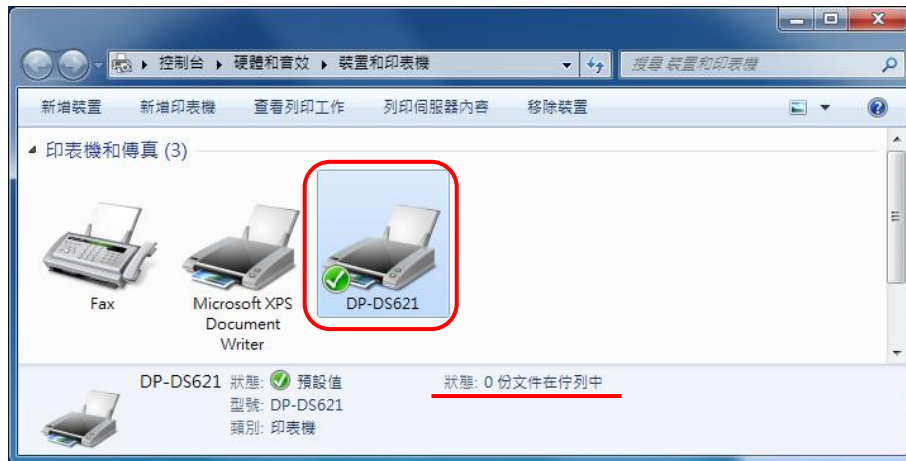 控制台 硬體和音效 裝置和印表機 搜尋 裝置和印表機
新增裝置 新增印表機 查看列印工作 列印伺服器內容 移除裝置
印表機和傳真 (3)
Fax
Microsoft XPS
Document
Writer
DP-DS621
DP-DS621 狀態: 預設值 狀態: 0 份文件在佇列中
型號: DP-DS621
類別: 印表機